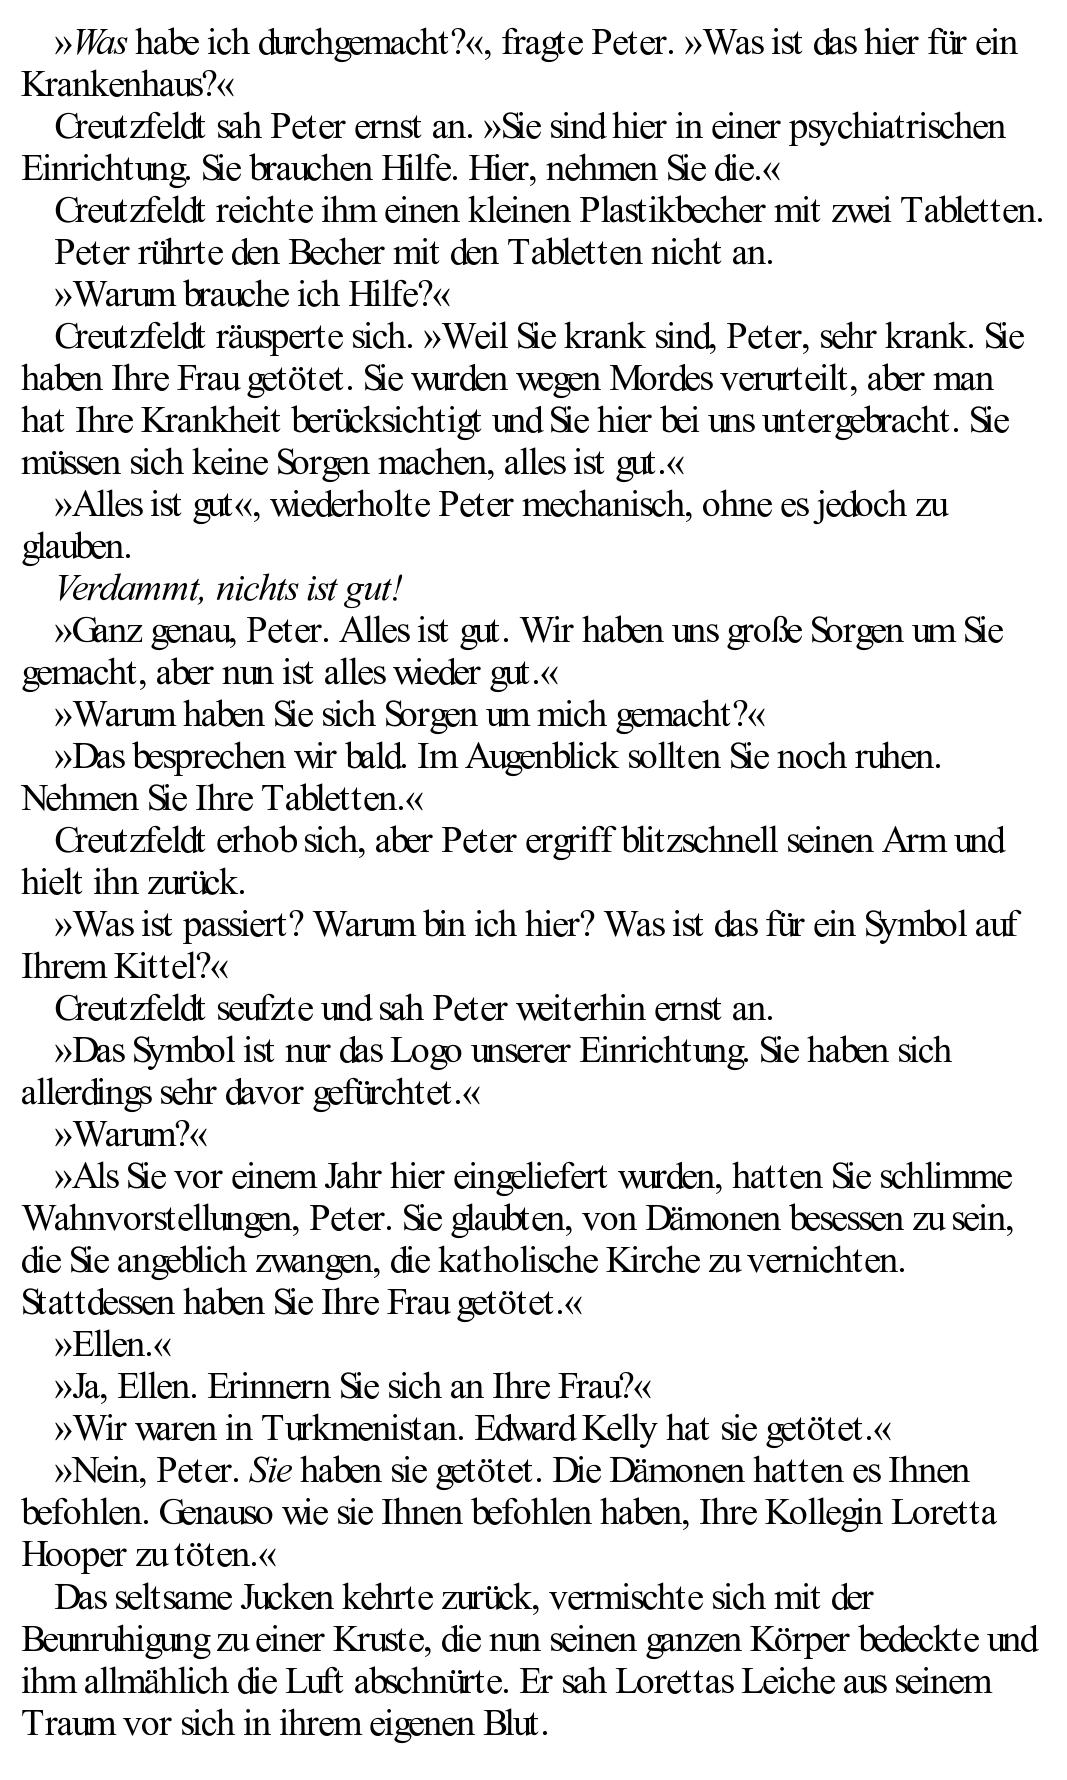 »Was habe ich durchgemacht?«, fragte Peter. »Was ist das hier für ein
Krankenhaus?«
Creutzfeldt sah Peter ernst an. »Sie sind hier in einer psychiatrischen
Einrichtung. Sie brauchen Hilfe. Hier, nehmen Sie die.«
Creutzfeldt reichte ihm einen kleinen Plastikbecher mit zwei Tabletten.
Peter rührte den Becher mit den Tabletten nicht an.
»Warum brauche ich Hilfe?«
Creutzfeldt räusperte sich. »Weil Sie krank sind, Peter, sehr krank. Sie
haben Ihre Frau getötet. Sie wurden wegen Mordes verurteilt, aber man
hat Ihre Krankheit berücksichtigt und Sie hier bei uns untergebracht. Sie
müssen sich keine Sorgen machen, alles ist gut.«
»Alles ist gut«, wiederholte Peter mechanisch, ohne es jedoch zu
glauben.
Verdammt, nichts ist gut!
»Ganz genau, Peter. Alles ist gut. Wir haben uns große Sorgen um Sie
gemacht, aber nun ist alles wieder gut.«
»Warum haben Sie sich Sorgen um mich gemacht?«
»Das besprechen wir bald. Im Augenblick sollten Sie noch ruhen.
Nehmen Sie Ihre Tabletten.«
Creutzfeldt erhob sich, aber Peter ergriff blitzschnell seinen Arm und
hielt ihn zurück.
»Was ist passiert? Warum bin ich hier? Was ist das für ein Symbol auf
Ihrem Kittel?«
Creutzfeldt seufzte und sah Peter weiterhin ernst an.
»Das Symbol ist nur das Logo unserer Einrichtung. Sie haben sich
allerdings sehr davor gefürchtet.«
»Warum?«
»Als Sie vor einem Jahr hier eingeliefert wurden, hatten Sie schlimme
Wahnvorstellungen, Peter. Sie glaubten, von Dämonen besessen zu sein,
die Sie angeblich zwangen, die katholische Kirche zu vernichten.
Stattdessen haben Sie Ihre Frau getötet.«
»Ellen.«
»Ja, Ellen. Erinnern Sie sich an Ihre Frau?«
»Wir waren in Turkmenistan. Edward Kelly hat sie getötet.«
»Nein, Peter. Sie haben sie getötet. Die Dämonen hatten es Ihnen
befohlen. Genauso wie sie Ihnen befohlen haben, Ihre Kollegin Loretta
Hooper zu töten.«
Das seltsame Jucken kehrte zurück, vermischte sich mit der
Beunruhigung zu einer Kruste, die nun seinen ganzen Körper bedeckte und
ihm allmählich die Luft abschnürte. Er sah Lorettas Leiche aus seinem
Traum vor sich in ihrem eigenen Blut.